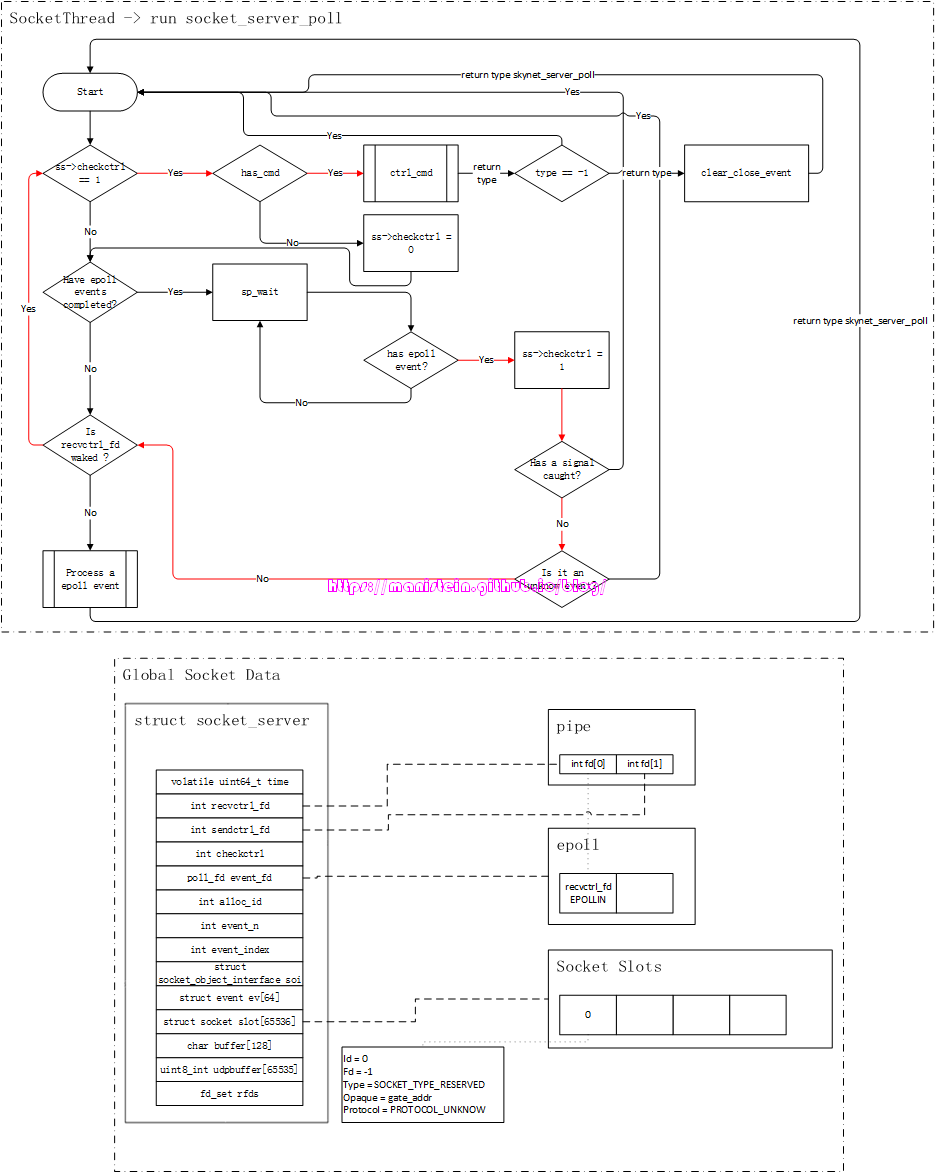 SocketThread -> run socket_server_poll
return type skynet_server_poll
Start
Yes
Yes
Yes
ss->checkctrl
== 1
Yes
has_cmd
Yes
ctrl_cmd
return
type
type == -1
return type
clear_close_event
No
No
ss->checkctrl =
0
Have epoll
events
completed?
Yes
sp_wait
Yes
return type skynet_server_poll
has epoll
event?
Yes
ss->checkctrl =
1
No
No
Is
recvctrl_fd
waked ?
Has a signal
caught?
No
No
Process a
epoll event
No
Is it an
unknow event?
http://manistein.github.io/blog/
Global Socket Data
struct socket_server
volatile uint64_t time
int recvctrl_fd
int sendctrl_fd
int checkctrl
poll_fd event_fd
int alloc_id
int event_n
int event_index
struct
socket_object_interface soi
struct event ev[64]
struct socket slot[65536]
char buffer[128]
uint8_int udpbuffer[65535]
fd_set rfds
pipe
int fd[0]
int fd[1]
epoll
recvctrl_fd
EPOLLIN
Socket Slots
0
Id = 0
Fd = -1
Type = SOCKET_TYPE_RESERVED
Opaque = gate_addr
Protocol = PROTOCOL_UNKNOW